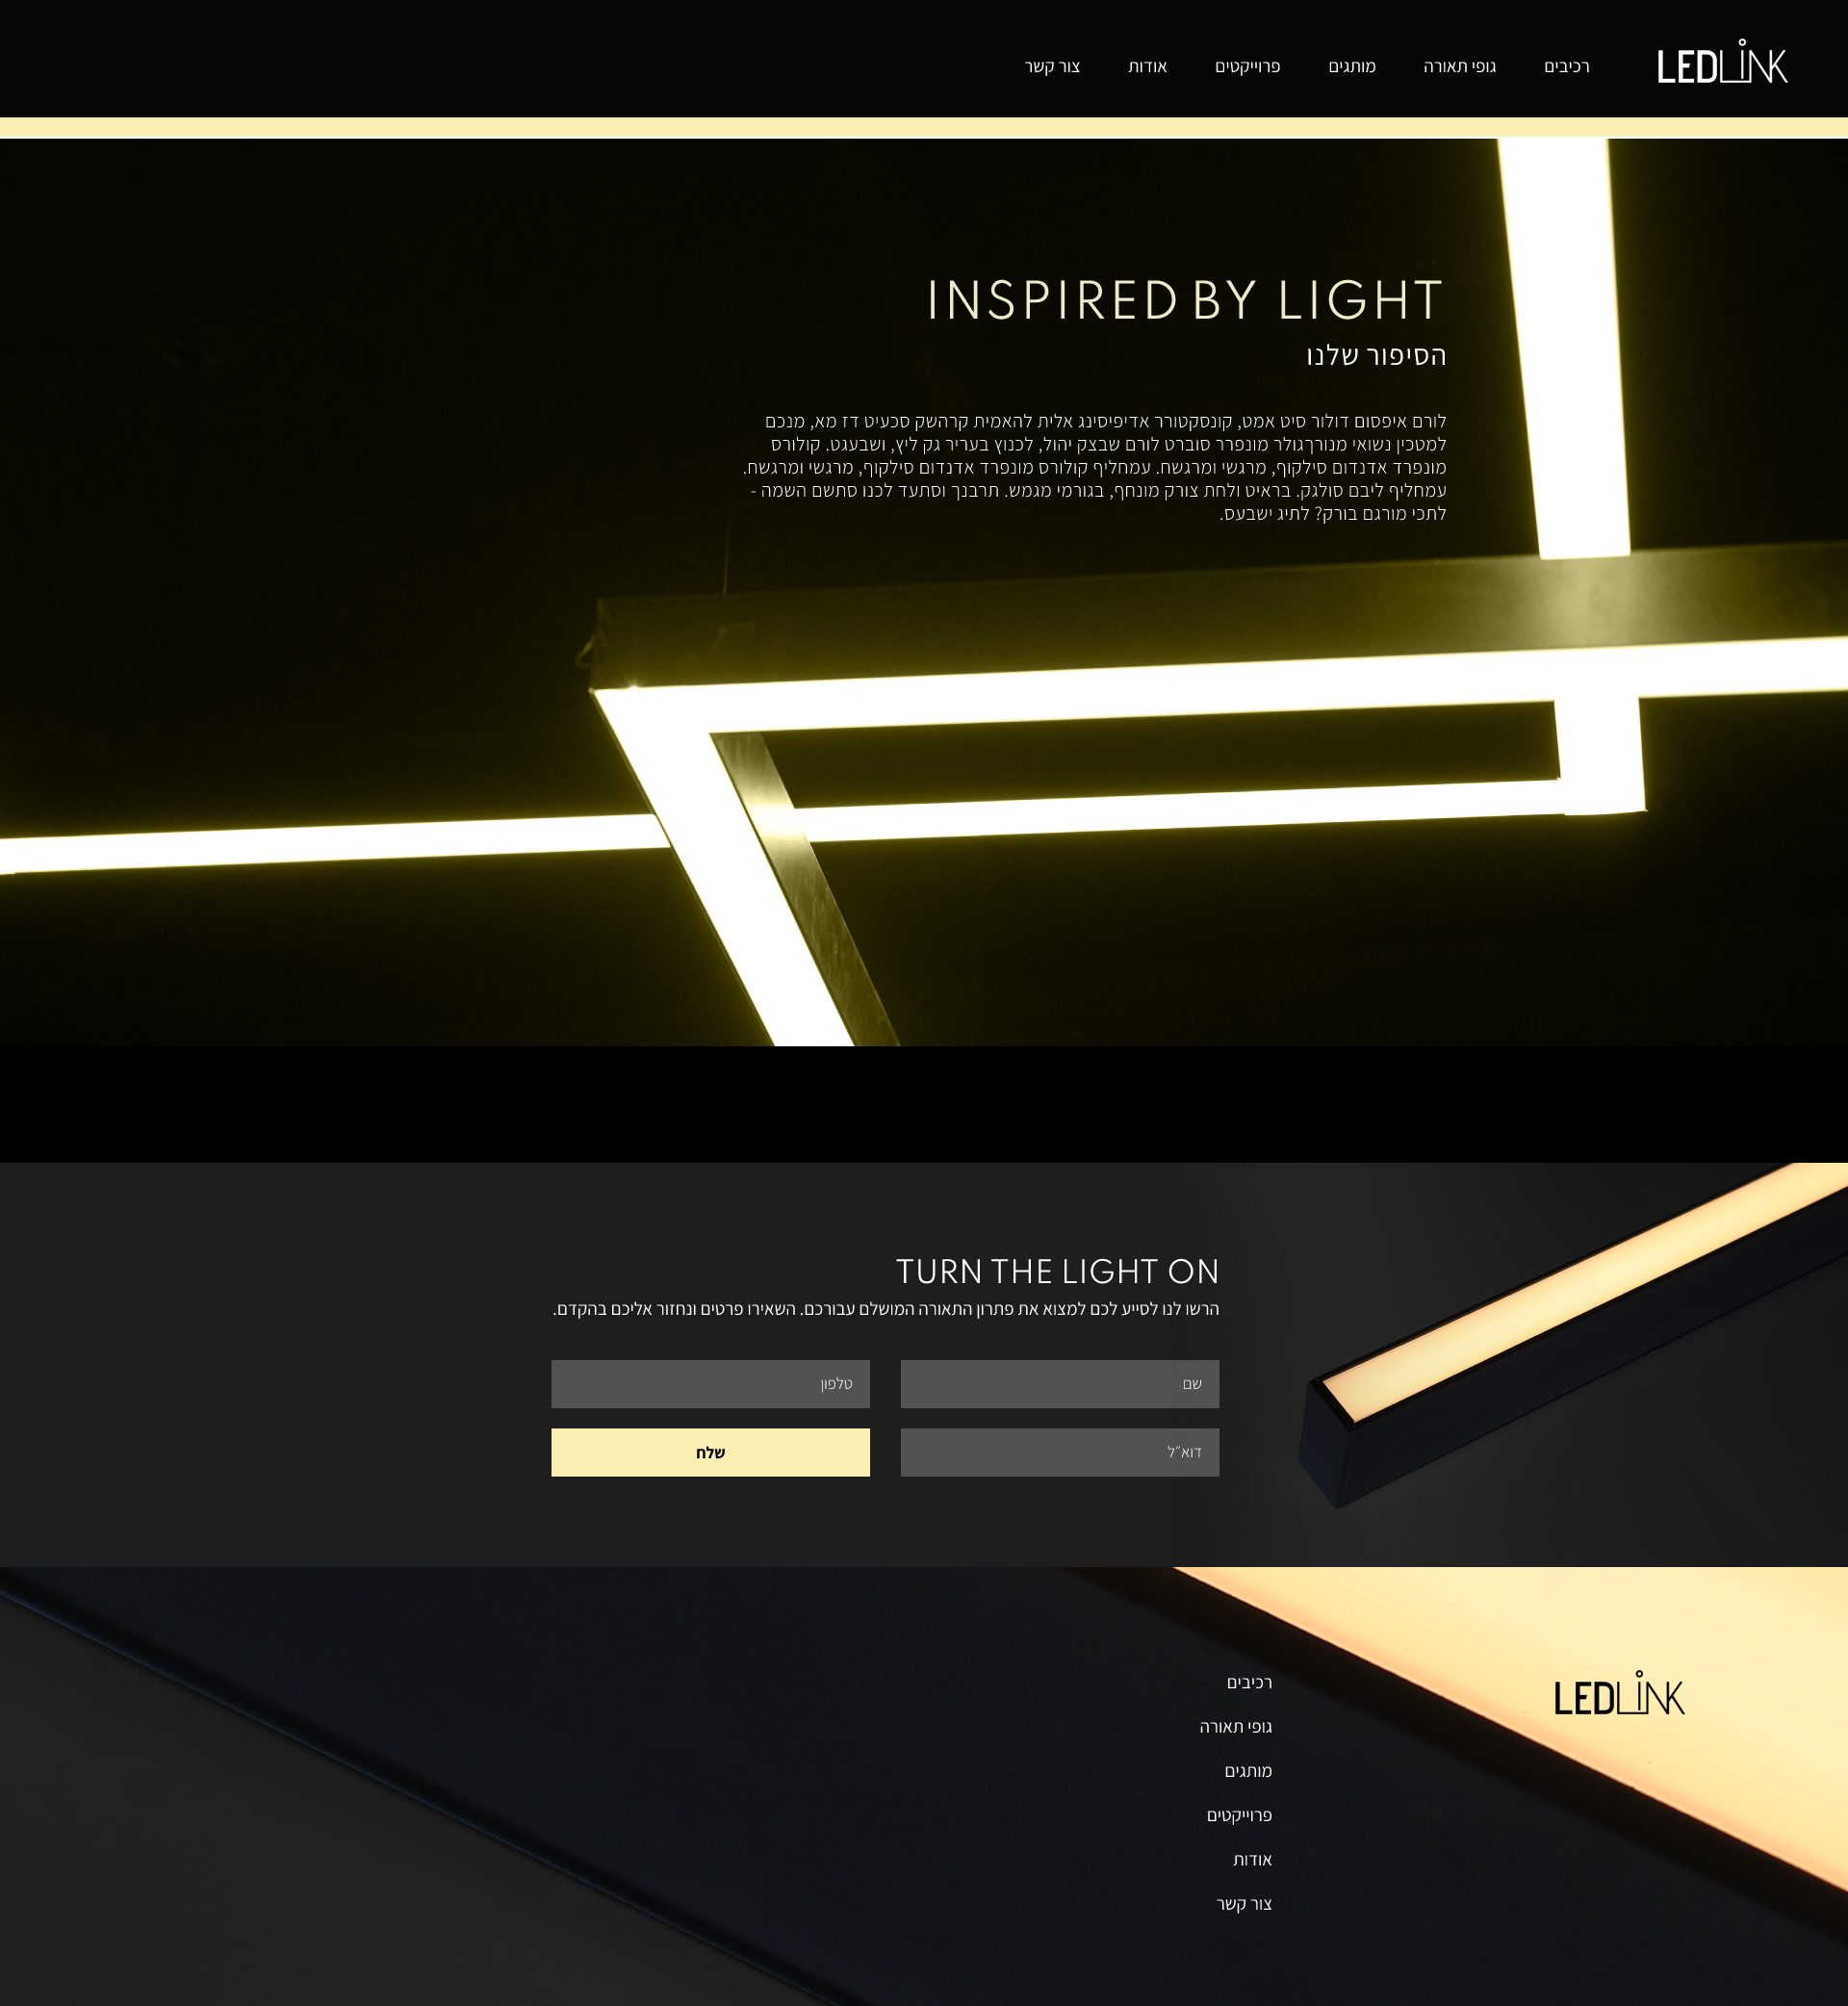 LEDLINK
רכיבים
גופי תאורה
מותגים
פרוייקטים
אודות
צור קשר
INSPIRED BY LIGHT
הסיפור שלנו
לורם איפסום דולור סיט אמט, קונסקטורר אדיפיסינג אלית להאמית קרהשק סכעיט דז מא, מנכם
למטכין נשואי מנורךגולר מונפרר סוברט לורם שבצק יהול, לכנוץ בעריר גק ליץ, ושבעגט. קולורס
מונפרד אדנדום סילקוף, מרגשי ומרגשח. עמחליף קולורס מונפרד אדנדום סילקוף, מרגשי ומרגשח.
עמחליף ליבם סולגק. בראיט ולחת צורק מונחף, בגורמי מגמש. תרבנך וסתעד לכנו סתשם השמה -
לתכי מורגם בורק? לתיג ישבעס.
TURN THE LIGHT ON
הרשו לנו לסייע לכם למצוא את פתרון התאורה המושלם עבורכם. השאירו פרטים ונחזור אליכם בהקדם.
שם
טלפון
דוא״ל
שלח
LEDLINK
רכיבים
גופי תאורה
מותגים
פרוייקטים
אודות
צור קשר